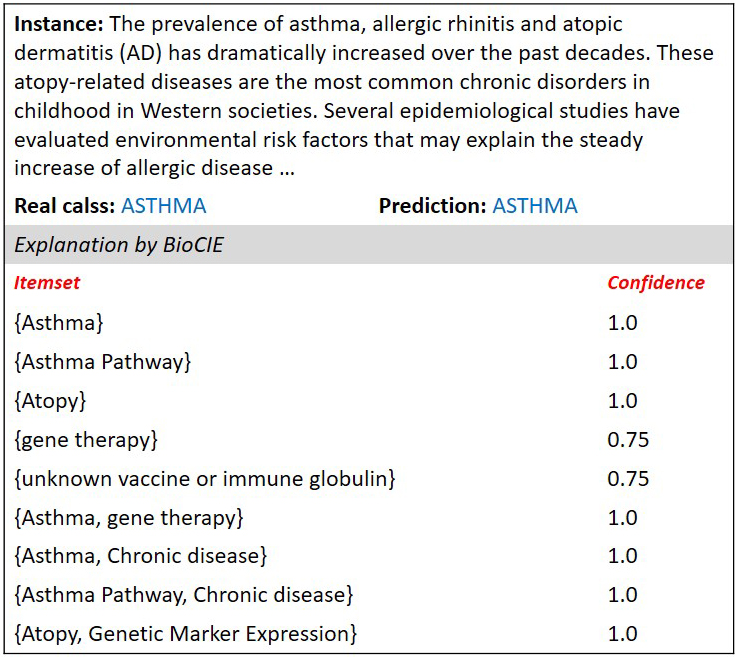 Instance: The prevalence of asthma, allergic rhinitis and atopic
dermatitis (AD) has dramatically increased over the past decades. These
atopy-related diseases are the most common chronic disorders in
childhood in Western societies. Several epidemiological studies have
evaluated environmental risk factors that may explain the steady
increase of allergic disease ...
Real calss: ASTHMA Prediction: ASTHMA
Explanation by BioCIE
Itemset Confidence
{Asthma} 1.0
{Asthma Pathway} 1.0
{Atopy} 1.0
{gene therapy} 0.75
{unknown vaccine or immune globulin} 0.75
{Asthma, gene therapy} 1.0
{Asthma, Chronic disease} 1.0
{Asthma Pathway, Chronic disease} 1.0
{Atopy, Genetic Marker Expression} 1.0